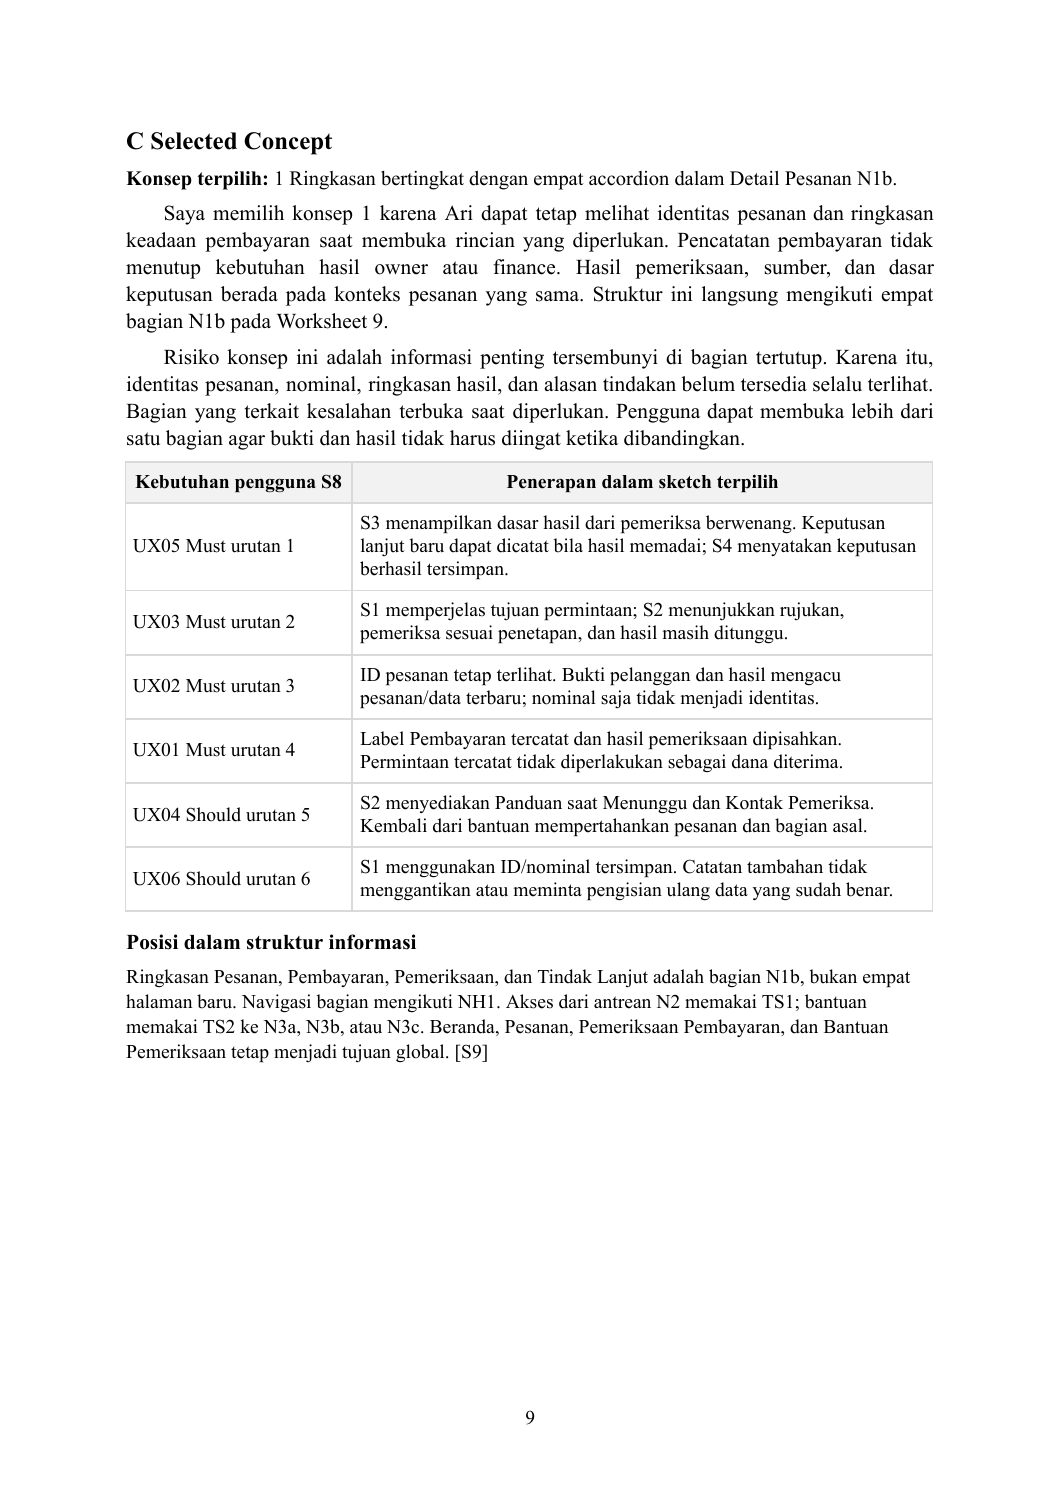 C Selected Concept
Konsep terpilih: 1 Ringkasan bertingkat dengan empat accordion dalam Detail Pesanan N1b.
Saya memilih konsep 1 karena Ari dapat tetap melihat identitas pesanan dan ringkasan
keadaan pembayaran saat membuka rincian yang diperlukan. Pencatatan pembayaran tidak
menutup kebutuhan hasil owner atau finance. Hasil pemeriksaan, sumber, dan dasar
keputusan berada pada konteks pesanan yang sama. Struktur ini langsung mengikuti empat
bagian N1b pada Worksheet 9.
Risiko konsep ini adalah informasi penting tersembunyi di bagian tertutup. Karena itu,
identitas pesanan, nominal, ringkasan hasil, dan alasan tindakan belum tersedia selalu terlihat.
Bagian yang terkait kesalahan terbuka saat diperlukan. Pengguna dapat membuka lebih dari
satu bagian agar bukti dan hasil tidak harus diingat ketika dibandingkan.
Kebutuhan pengguna S8 Penerapan dalam sketch terpilih
UX05 Must urutan 1
S3 menampilkan dasar hasil dari pemeriksa berwenang. Keputusan
lanjut baru dapat dicatat bila hasil memadai; S4 menyatakan keputusan
berhasil tersimpan.
UX03 Must urutan 2
S1 memperjelas tujuan permintaan; S2 menunjukkan rujukan,
pemeriksa sesuai penetapan, dan hasil masih ditunggu.
UX02 Must urutan 3
ID pesanan tetap terlihat. Bukti pelanggan dan hasil mengacu
pesanan/data terbaru; nominal saja tidak menjadi identitas.
UX01 Must urutan 4
Label Pembayaran tercatat dan hasil pemeriksaan dipisahkan.
Permintaan tercatat tidak diperlakukan sebagai dana diterima.
UX04 Should urutan 5
S2 menyediakan Panduan saat Menunggu dan Kontak Pemeriksa.
Kembali dari bantuan mempertahankan pesanan dan bagian asal.
UX06 Should urutan 6
S1 menggunakan ID/nominal tersimpan. Catatan tambahan tidak
menggantikan atau meminta pengisian ulang data yang sudah benar.
Posisi dalam struktur informasi
Ringkasan Pesanan, Pembayaran, Pemeriksaan, dan Tindak Lanjut adalah bagian N1b, bukan empat
halaman baru. Navigasi bagian mengikuti NH1. Akses dari antrean N2 memakai TS1; bantuan
memakai TS2 ke N3a, N3b, atau N3c. Beranda, Pesanan, Pemeriksaan Pembayaran, dan Bantuan
Pemeriksaan tetap menjadi tujuan global. [S9]
9